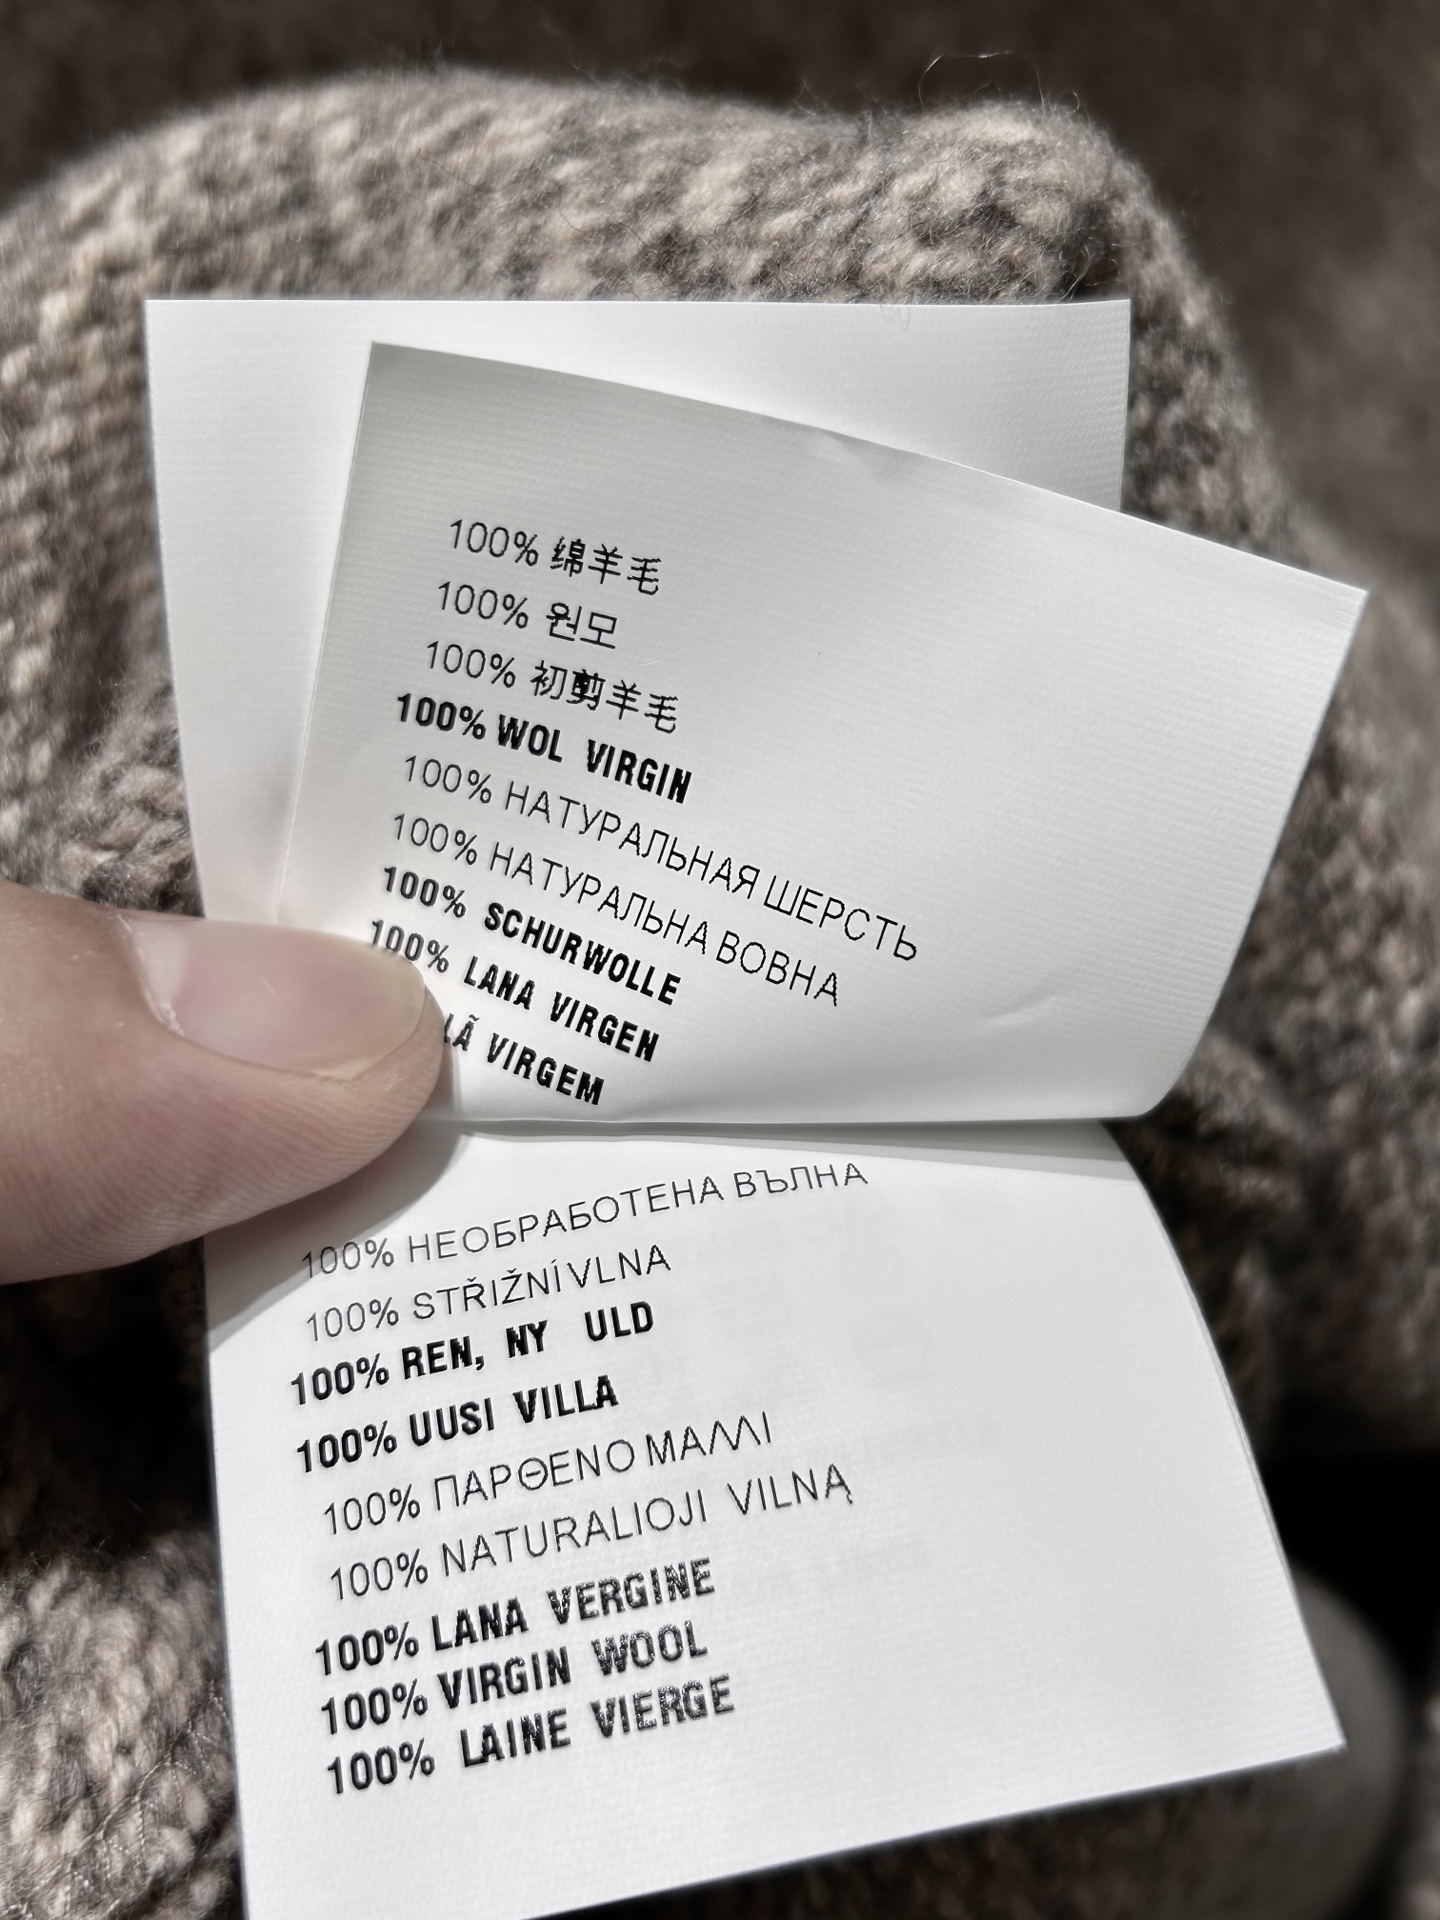 100% 绵羊毛
100% 원모
100% 初剪羊毛
100% WOL VIRGIN
100% НАТУРАЛЬНАЯ ШЕРСТЬ
100% НАТУРАЛЬНА ВОВНА
100% SCHURWOLLE
100% LANA VIRGEN
LÃ VIRGEM
100% НЕОБРАБОТЕНА ВЪЛНА
100% STŘIŽNÍ VLNA
100% REN, NY ULD
100% UUSI VILLA
100% ΠΑΡΘΕΝΟ ΜΑΛΛΙ
100% NATURALIOJI VILNĄ
100% LANA VERGINE
100% VIRGIN WOOL
100% LAINE VIERGE